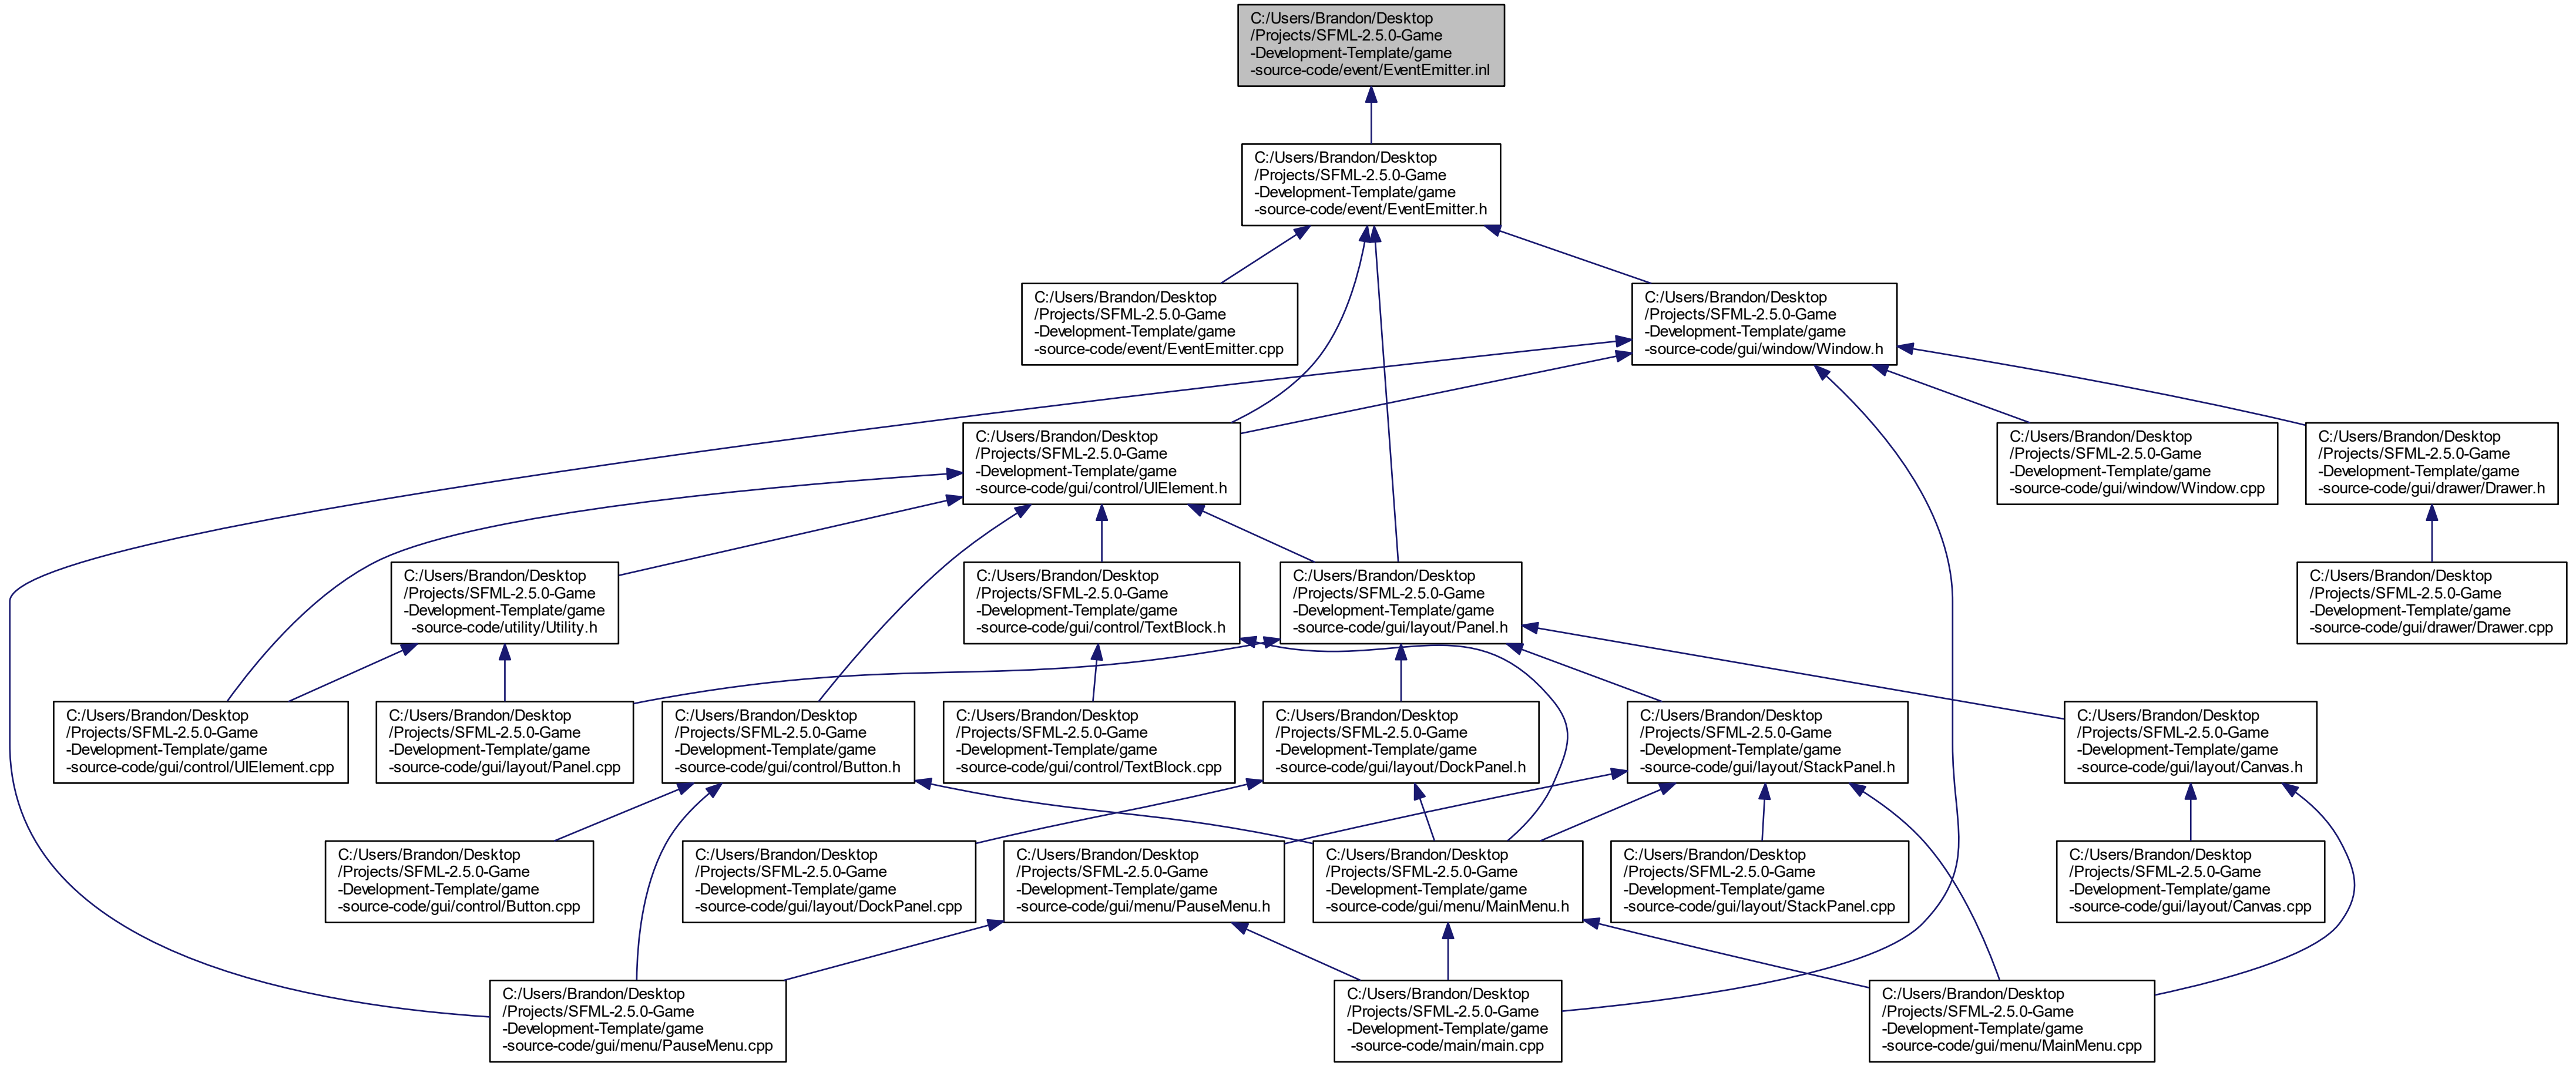 C:/Users/Brandon/Desktop
/Projects/SFML-2.5.0-Game
-Development-Template/game
-source-code/event/EventEmitter.inl
C:/Users/Brandon/Desktop
/Projects/SFML-2.5.0-Game
-Development-Template/game
-source-code/event/EventEmitter.h
C:/Users/Brandon/Desktop
/Projects/SFML-2.5.0-Game
-Development-Template/game
-source-code/event/EventEmitter.cpp
C:/Users/Brandon/Desktop
/Projects/SFML-2.5.0-Game
-Development-Template/game
-source-code/gui/window/Window.h
C:/Users/Brandon/Desktop
/Projects/SFML-2.5.0-Game
-Development-Template/game
-source-code/gui/control/UIElement.h
C:/Users/Brandon/Desktop
/Projects/SFML-2.5.0-Game
-Development-Template/game
-source-code/gui/window/Window.cpp
C:/Users/Brandon/Desktop
/Projects/SFML-2.5.0-Game
-Development-Template/game
-source-code/gui/drawer/Drawer.h
C:/Users/Brandon/Desktop
/Projects/SFML-2.5.0-Game
-Development-Template/game
-source-code/utility/Utility.h
C:/Users/Brandon/Desktop
/Projects/SFML-2.5.0-Game
-Development-Template/game
-source-code/gui/control/TextBlock.h
C:/Users/Brandon/Desktop
/Projects/SFML-2.5.0-Game
-Development-Template/game
-source-code/gui/layout/Panel.h
C:/Users/Brandon/Desktop
/Projects/SFML-2.5.0-Game
-Development-Template/game
-source-code/gui/drawer/Drawer.cpp
C:/Users/Brandon/Desktop
/Projects/SFML-2.5.0-Game
-Development-Template/game
-source-code/gui/control/UIElement.cpp
C:/Users/Brandon/Desktop
/Projects/SFML-2.5.0-Game
-Development-Template/game
-source-code/gui/layout/Panel.cpp
C:/Users/Brandon/Desktop
/Projects/SFML-2.5.0-Game
-Development-Template/game
-source-code/gui/control/Button.h
C:/Users/Brandon/Desktop
/Projects/SFML-2.5.0-Game
-Development-Template/game
-source-code/gui/control/TextBlock.cpp
C:/Users/Brandon/Desktop
/Projects/SFML-2.5.0-Game
-Development-Template/game
-source-code/gui/layout/DockPanel.h
C:/Users/Brandon/Desktop
/Projects/SFML-2.5.0-Game
-Development-Template/game
-source-code/gui/layout/StackPanel.h
C:/Users/Brandon/Desktop
/Projects/SFML-2.5.0-Game
-Development-Template/game
-source-code/gui/layout/Canvas.h
C:/Users/Brandon/Desktop
/Projects/SFML-2.5.0-Game
-Development-Template/game
-source-code/gui/control/Button.cpp
C:/Users/Brandon/Desktop
/Projects/SFML-2.5.0-Game
-Development-Template/game
-source-code/gui/layout/DockPanel.cpp
C:/Users/Brandon/Desktop
/Projects/SFML-2.5.0-Game
-Development-Template/game
-source-code/gui/menu/PauseMenu.h
C:/Users/Brandon/Desktop
/Projects/SFML-2.5.0-Game
-Development-Template/game
-source-code/gui/menu/MainMenu.h
C:/Users/Brandon/Desktop
/Projects/SFML-2.5.0-Game
-Development-Template/game
-source-code/gui/layout/StackPanel.cpp
C:/Users/Brandon/Desktop
/Projects/SFML-2.5.0-Game
-Development-Template/game
-source-code/gui/layout/Canvas.cpp
C:/Users/Brandon/Desktop
/Projects/SFML-2.5.0-Game
-Development-Template/game
-source-code/gui/menu/PauseMenu.cpp
C:/Users/Brandon/Desktop
/Projects/SFML-2.5.0-Game
-Development-Template/game
-source-code/main/main.cpp
C:/Users/Brandon/Desktop
/Projects/SFML-2.5.0-Game
-Development-Template/game
-source-code/gui/menu/MainMenu.cpp